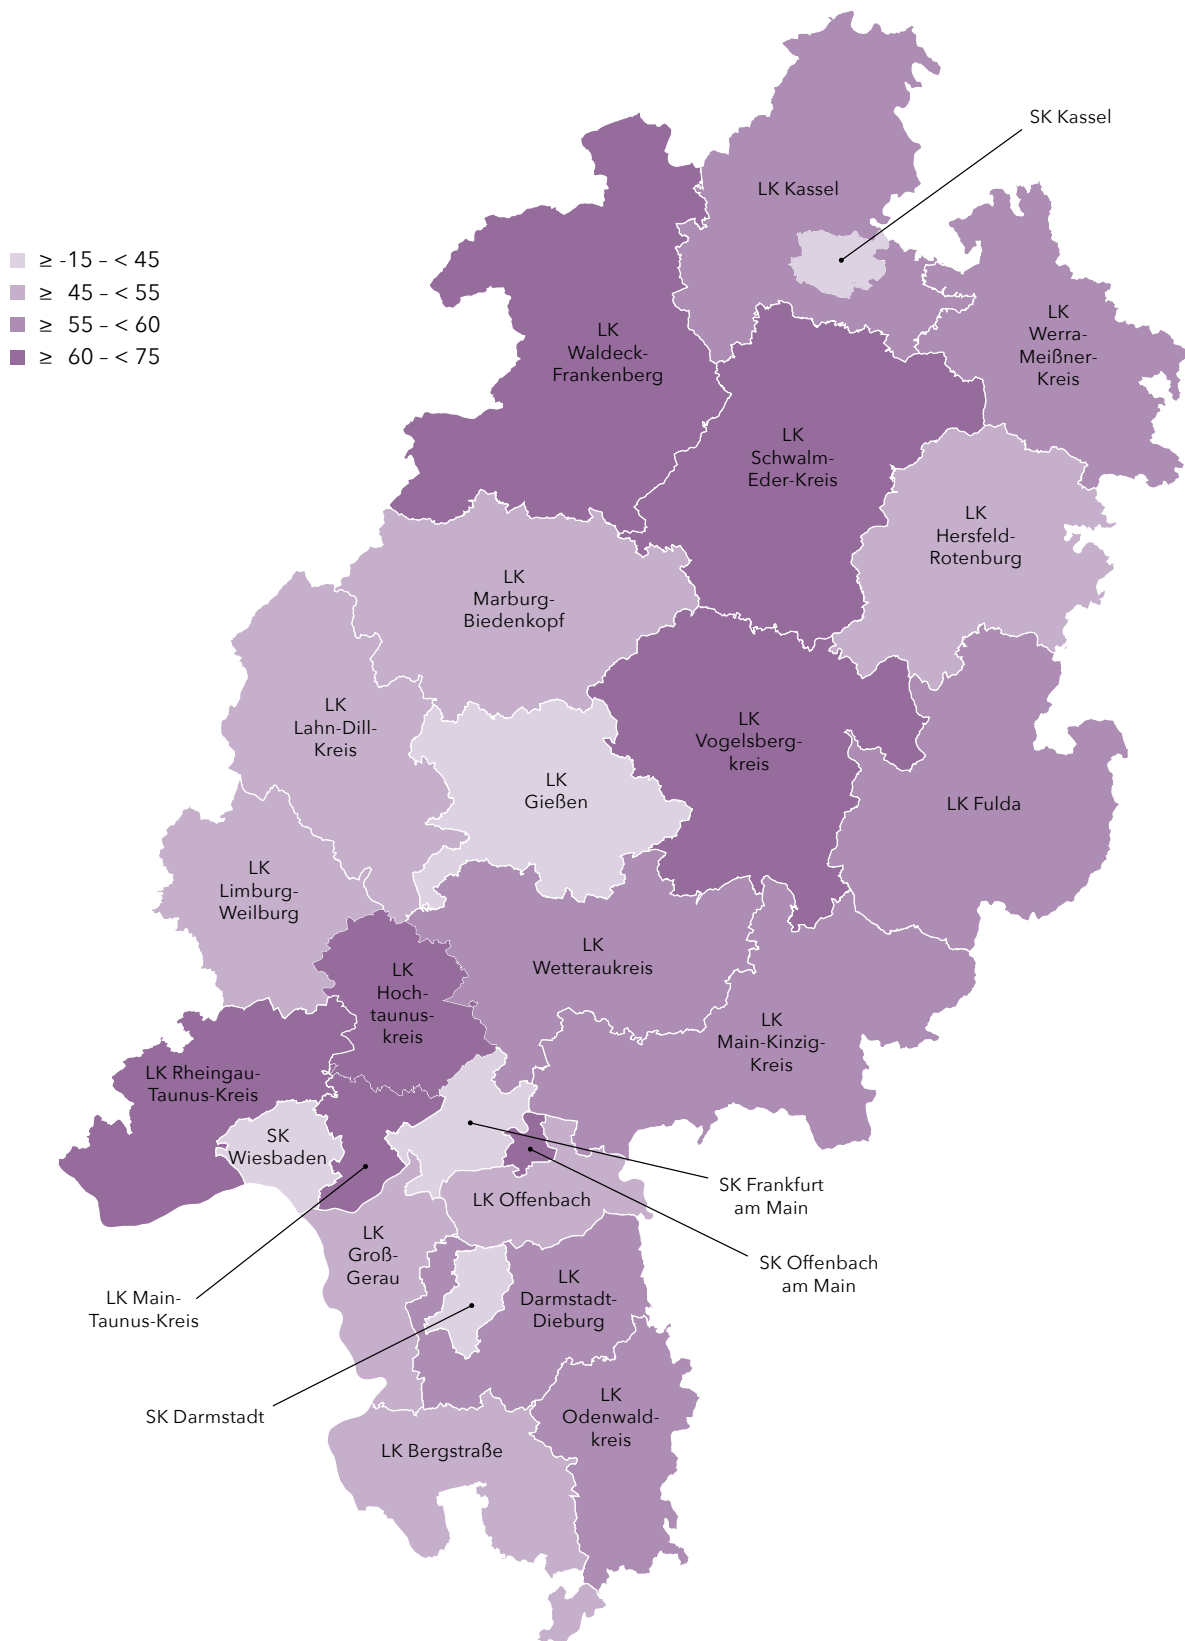 SK Kassel
LK Kassel
≥ -15 – < 45
≥ 45 – < 55
≥ 55 – < 60
≥ 60 – < 75
LK
Waldeck-
Frankenberg
LK
Werra-
Meißner-
Kreis
LK
Schwalm-
Eder-Kreis
LK
Hersfeld-
Rotenburg
LK
Marburg-
Biedenkopf
LK
Lahn-Dill-
Kreis
LK
Vogelsberg-
kreis
LK
Gießen
LK Fulda
LK
Limburg-
Weilburg
LK
Wetteraukreis
LK
Hoch-
taunus-
kreis
LK
Main-Kinzig-
Kreis
LK Rheingau-
Taunus-Kreis
SK
Wiesbaden
SK Frankfurt
am Main
LK Offenbach
LK
Groß-
Gerau
SK Offenbach
am Main
LK Main-
Taunus-Kreis
LK
Darmstadt-
Dieburg
SK Darmstadt
LK
Odenwald-
kreis
LK Bergstraße